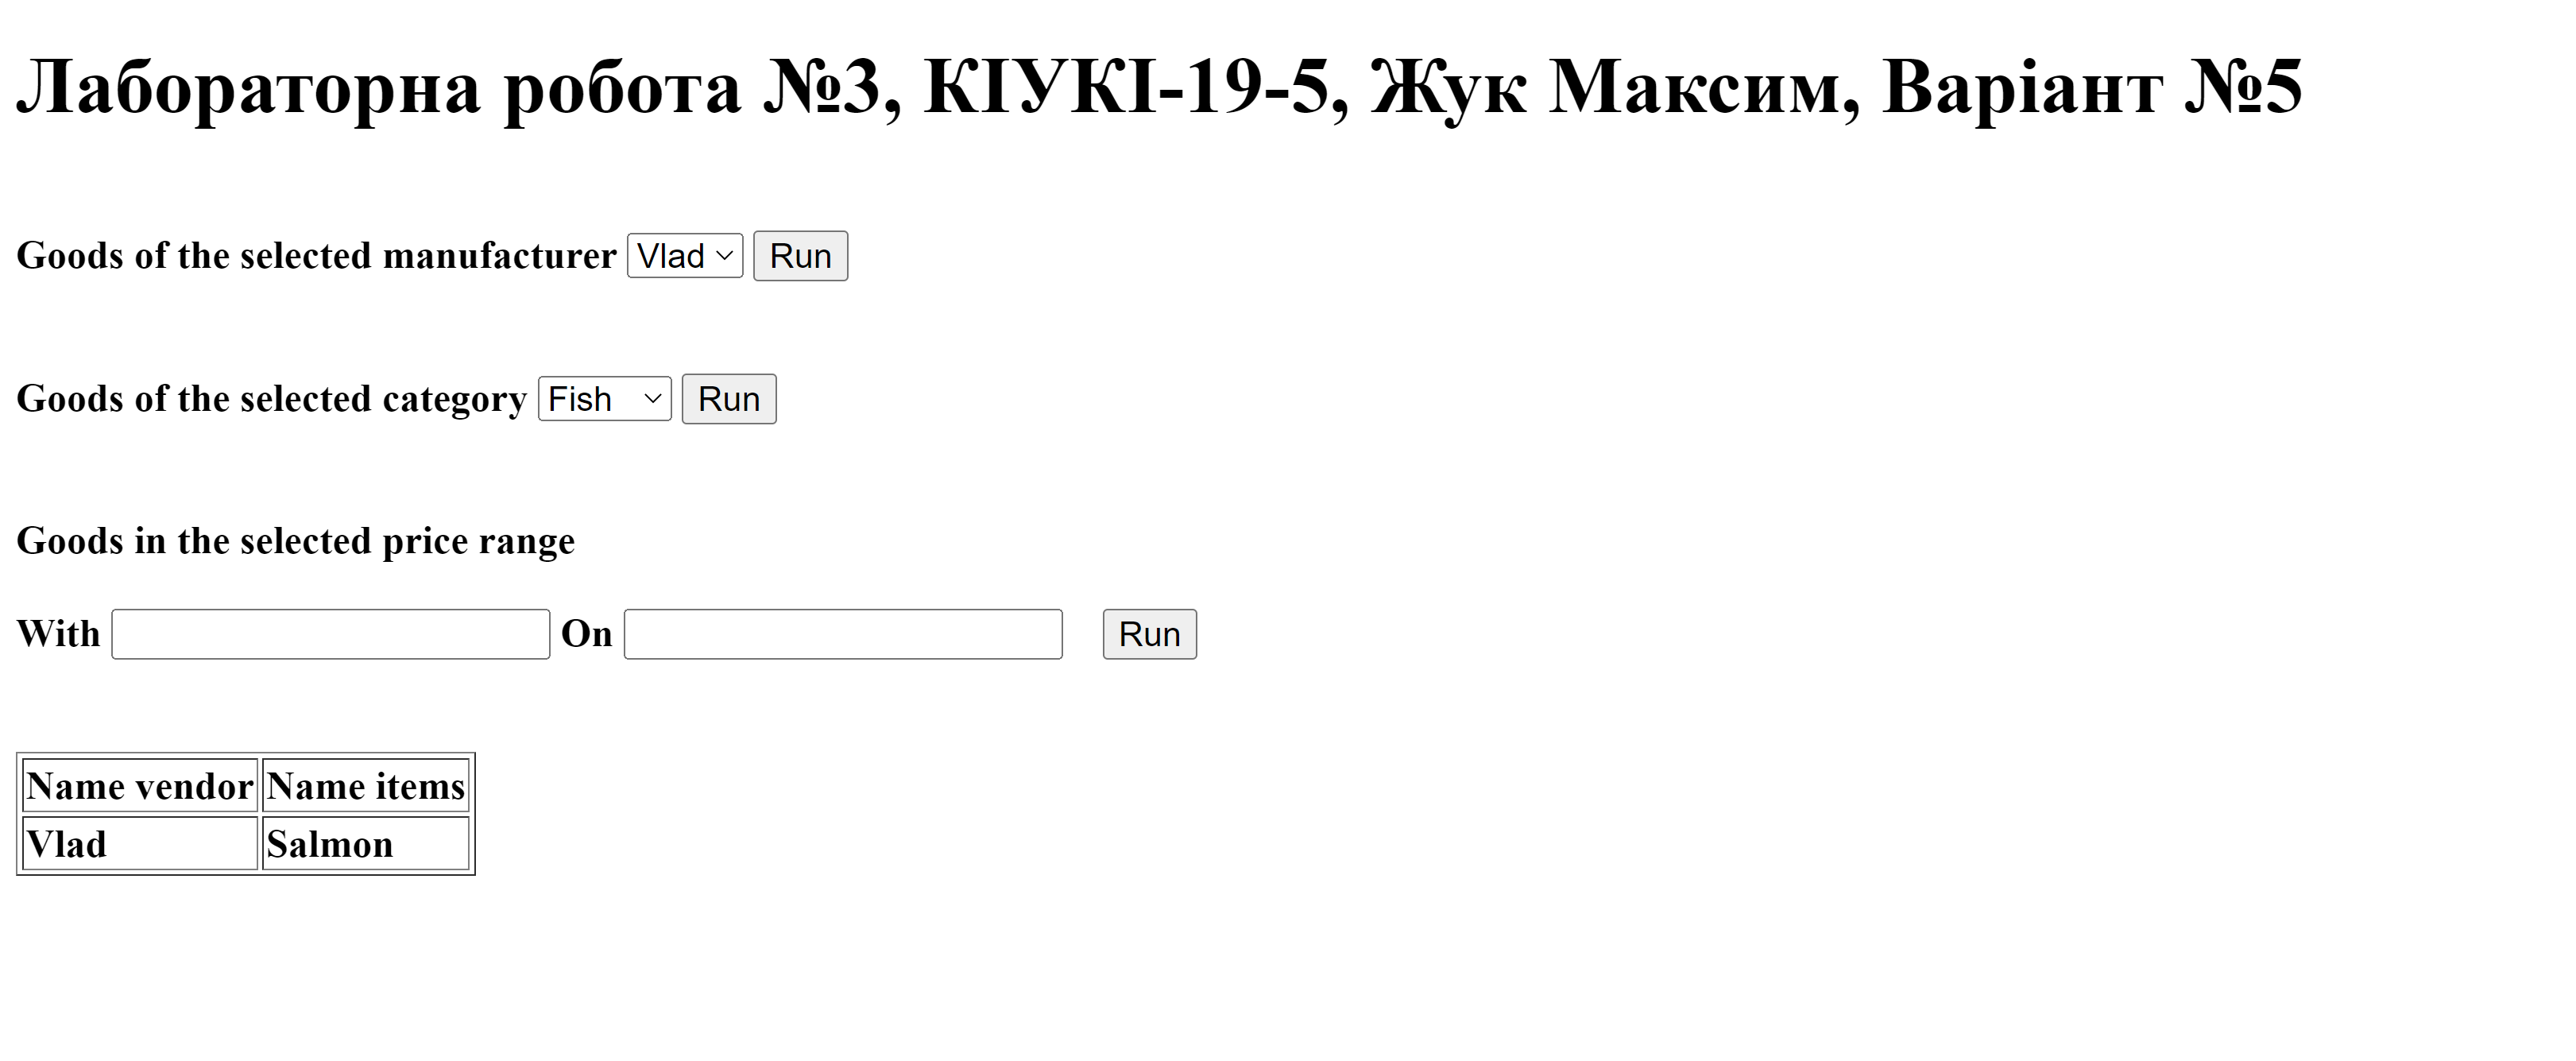 Лабораторна робота №3, КІУКІ-19-5, Жук Максим, Варіант №5
Goods of the selected manufacturer Vlad Run
Goods of the selected category Fish Run
Goods in the selected price range
With On Run
Name vendor Name items
Vlad Salmon